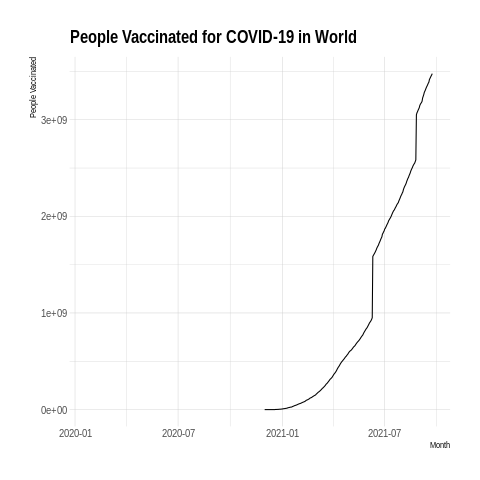 People Vaccinated for COVID-19 in World
People Vaccinated
3e+09
2e+09
1e+09
0e+00
2020-01 2020-07 2021-01 2021-07
Month